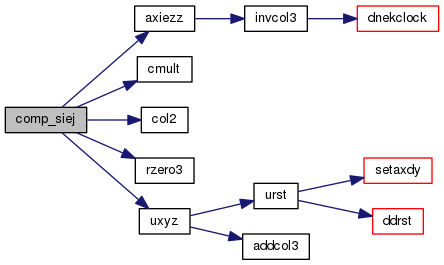 axiezz
invcol3
dnekclock
cmult
comp_siej
col2
rzero3
setaxdy
urst
uxyz
ddrst
addcol3